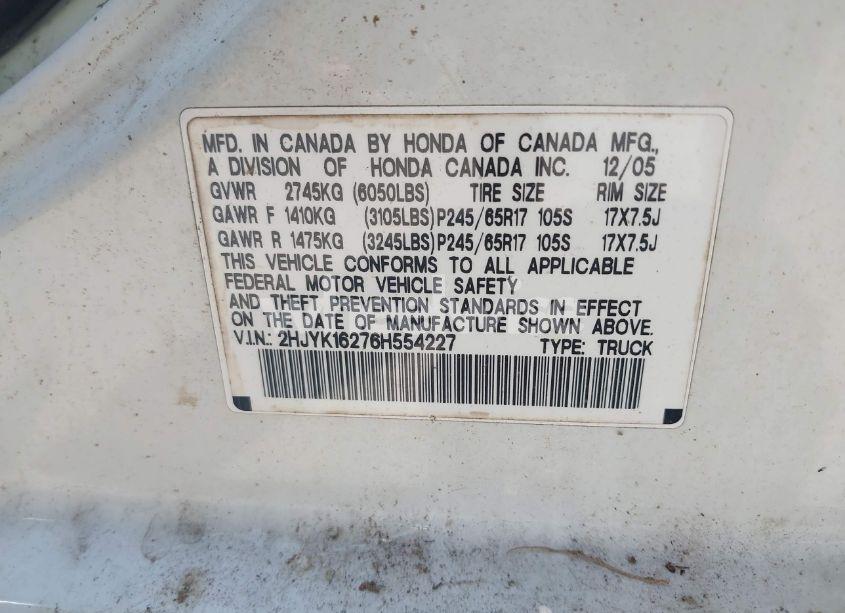 MFD. IN CANADA BY HONDA OF CANADA MFG.,
A DIVISION OF HONDA CANADA INC. 12/05
GVWR 2745KG (6050LBS) TIRE SIZE RIM SIZE
GAWR F 1410KG (3105LBS) P245/65R17 105S 17X7.5J
GAWR R 1475KG (3245LBS) P245/65R17 105S 17X7.5J
THIS VEHICLE CONFORMS TO ALL APPLICABLE
FEDERAL MOTOR VEHICLE SAFETY
AND THEFT PREVENTION STANDARDS IN EFFECT
ON THE DATE OF MANUFACTURE SHOWN ABOVE.
V.I.N.: 2HJYK16276H554227 TYPE: TRUCK